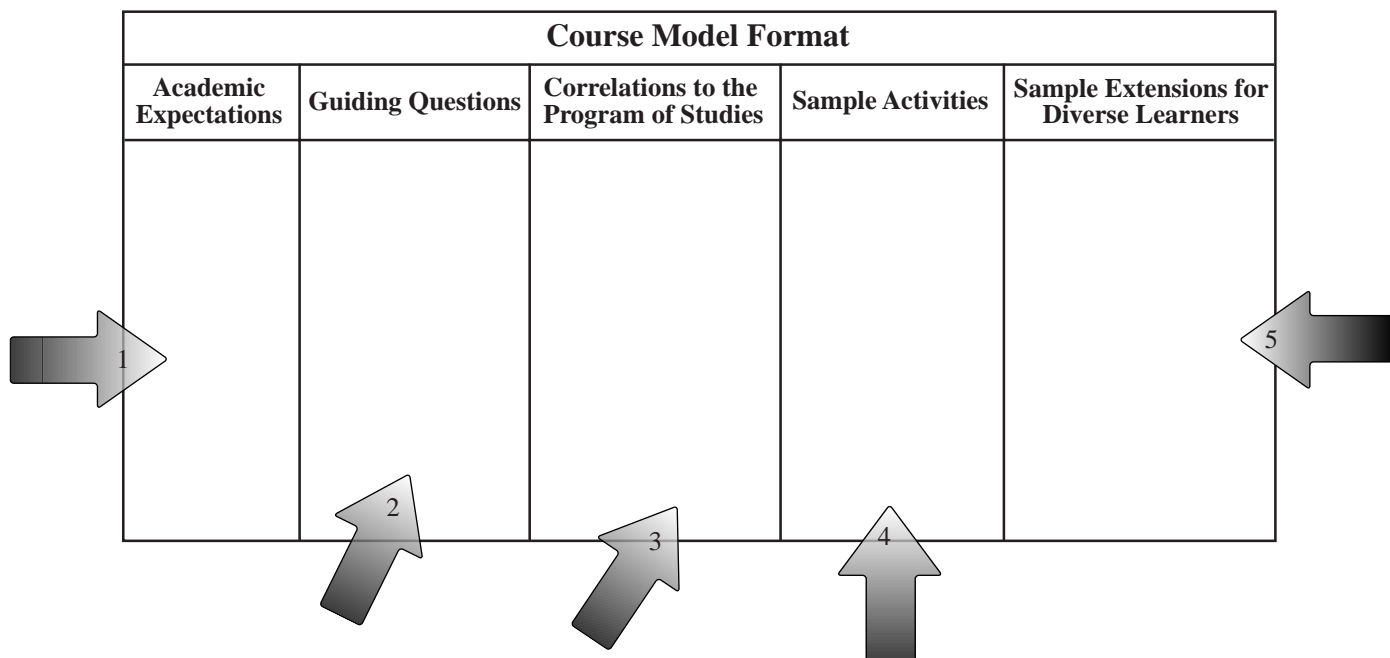 Course Model Format
Academic
Expectations
Guiding Questions
Correlations to the
Program of Studies
Sample Activities
Sample Extensions for
Diverse Learners
1
2
3
4
5